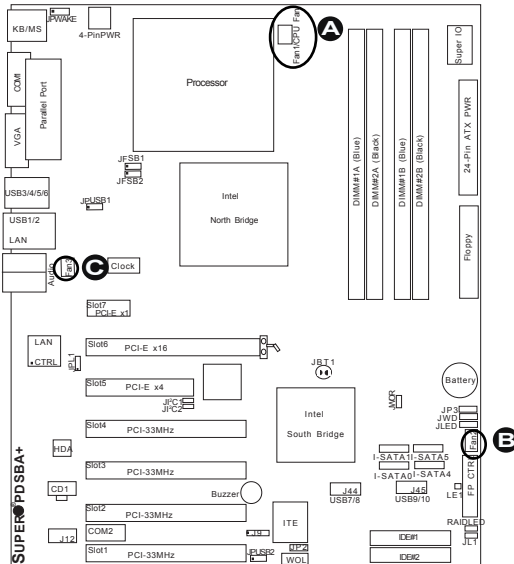 JPWAKE
KB/MS
4-PinPWR
Fan1/CPU Fan
A
Super IO
COM1
Parallel Port
Processor
VGA
24-Pin ATX PWR
DIMM#1A (Blue)
DIMM#2A (Black)
DIMM#1B (Blue)
DIMM#2B (Black)
JFSB1
JFSB2
USB3/4/5/6
JPUSB1
Intel
North Bridge
USB1/2
LAN
Floppy
Audio
Fan3
C
Clock
Slot7
PCI-E x1
LAN
CTRL
JPL1
Slot6
PCI-E x16
JBT1
Battery
Slot5
PCI-E x4
JI²C1
JI²C2
JWOR
JP3
JWD
JLED
Intel
South Bridge
Slot4
PCI-33MHz
Fan2
B
HDA
I-SATA1
I-SATA5
I-SATA0
I-SATA4
FP CTRL
Slot3
PCI-33MHz
CD1
Buzzer
J44
USB7/8
J45
USB9/10
LE1
Slot2
PCI-33MHz
ITE
RAIDLED
JL1
SUPER PDSBA+
J12
COM2
J9
IDE#1
JP2
Slot1
PCI-33MHz
JPUSB2
WOL
IDE#2